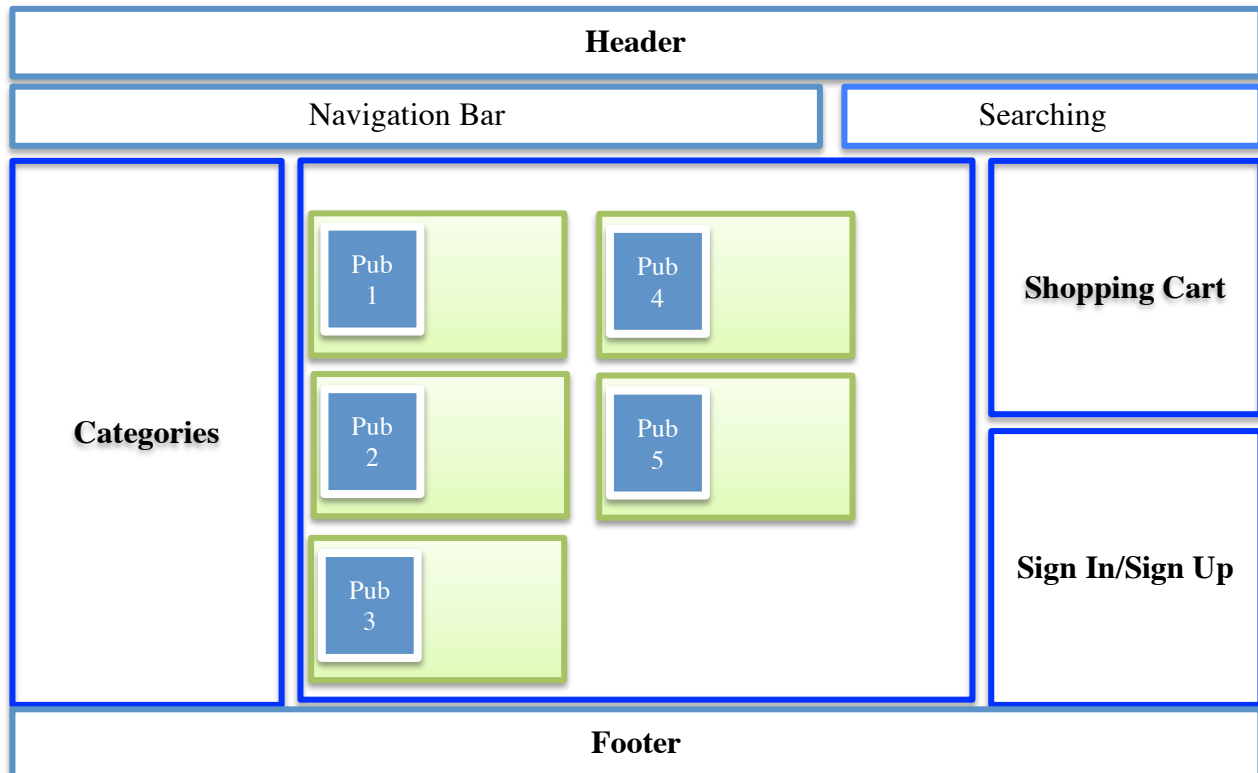 Header
Navigation Bar
Searching
Categories
Pub
1
Pub
2
Pub
3
Pub
4
Pub
5
Shopping Cart
Sign In/Sign Up
Footer